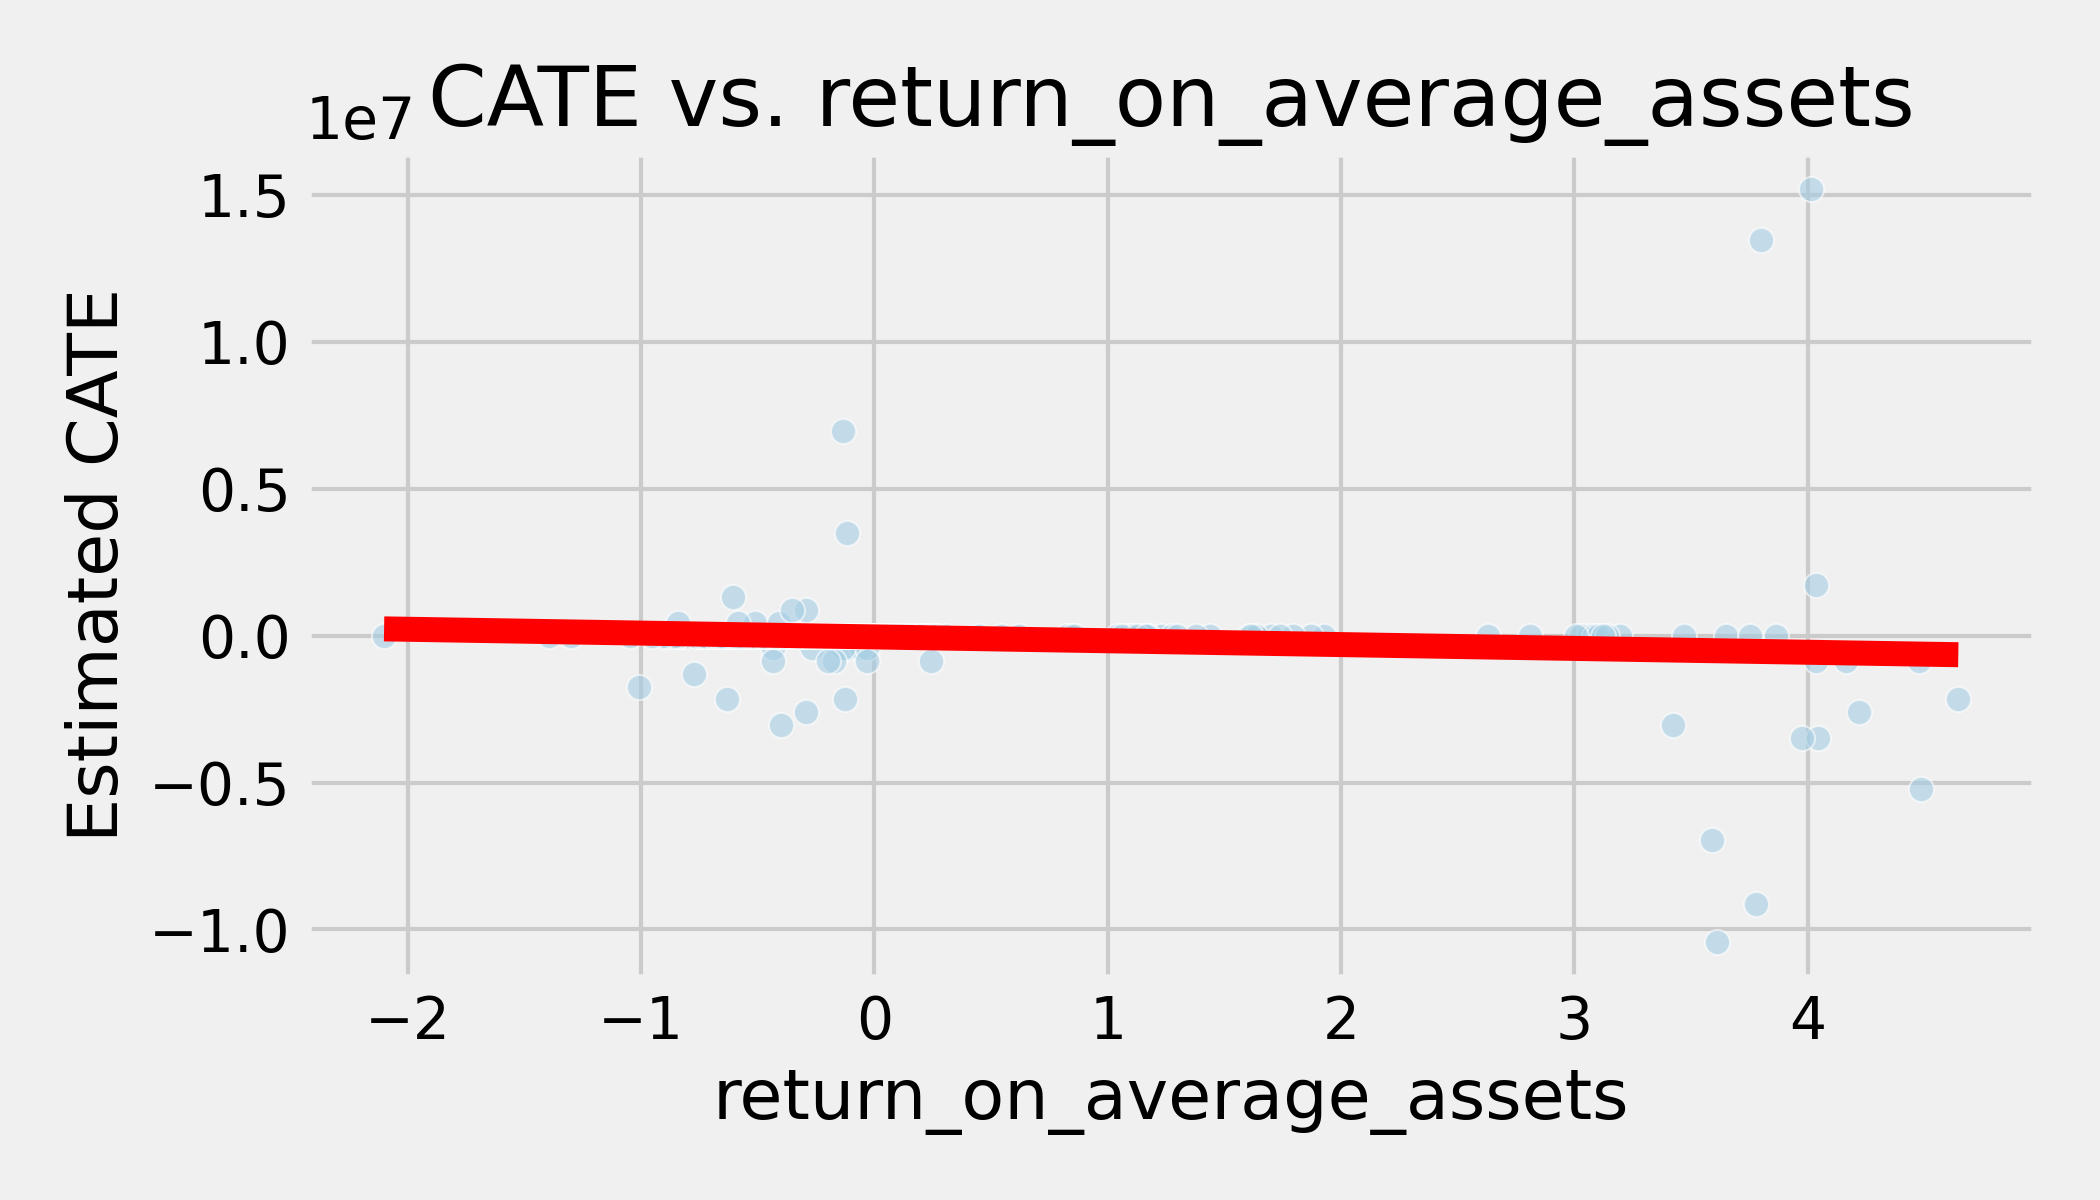 CATE vs. return_on_average_assets
1e7
1.5
1.0
0.5
0.0
−0.5
−1.0
Estimated CATE
−2 −1 0 1 2 3 4
return_on_average_assets